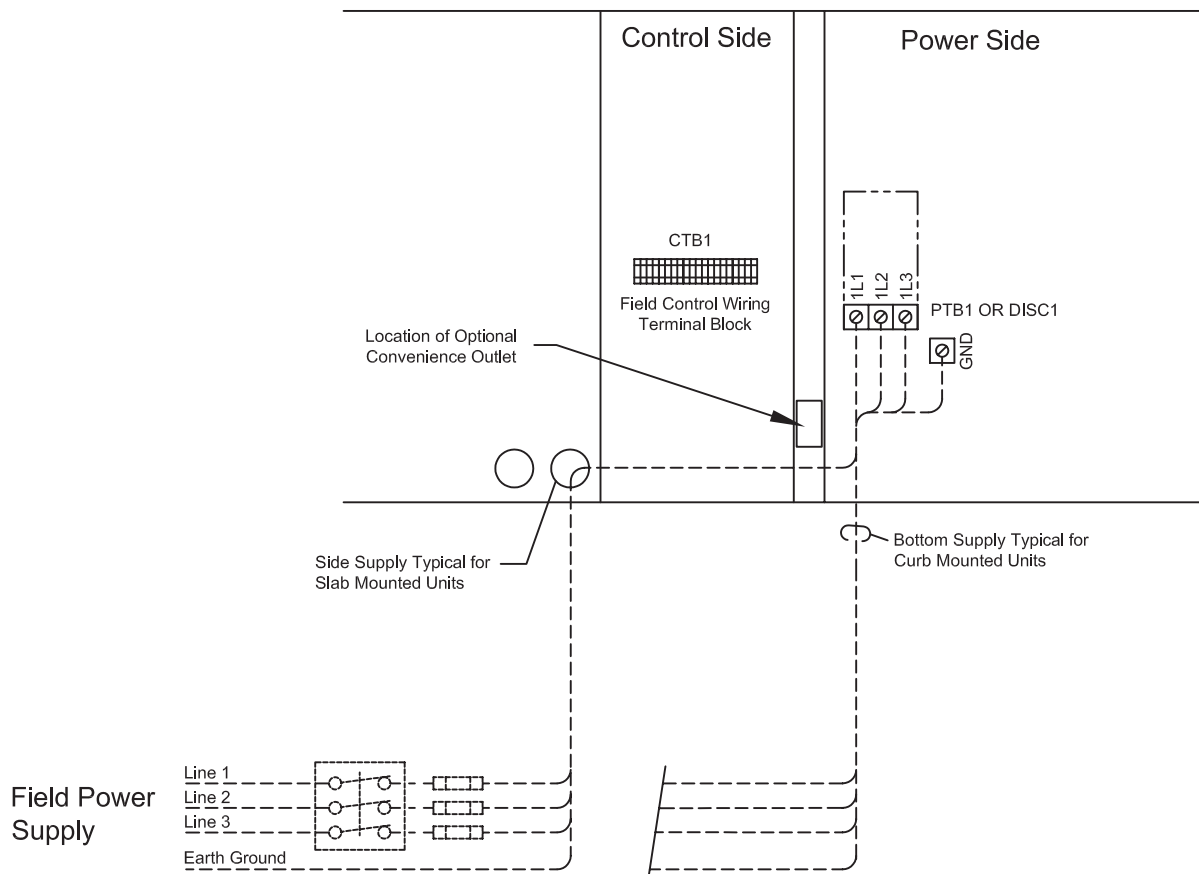 Control Side
Power Side
CTB1
Field Control Wiring
Terminal Block
1L1
1L2
1L3
PTB1 OR DISC1
GND
Location of Optional
Convenience Outlet
Side Supply Typical for
Slab Mounted Units
Bottom Supply Typical for
Curb Mounted Units
Field Power
Supply
Line 1
Line 2
Line 3
Earth Ground